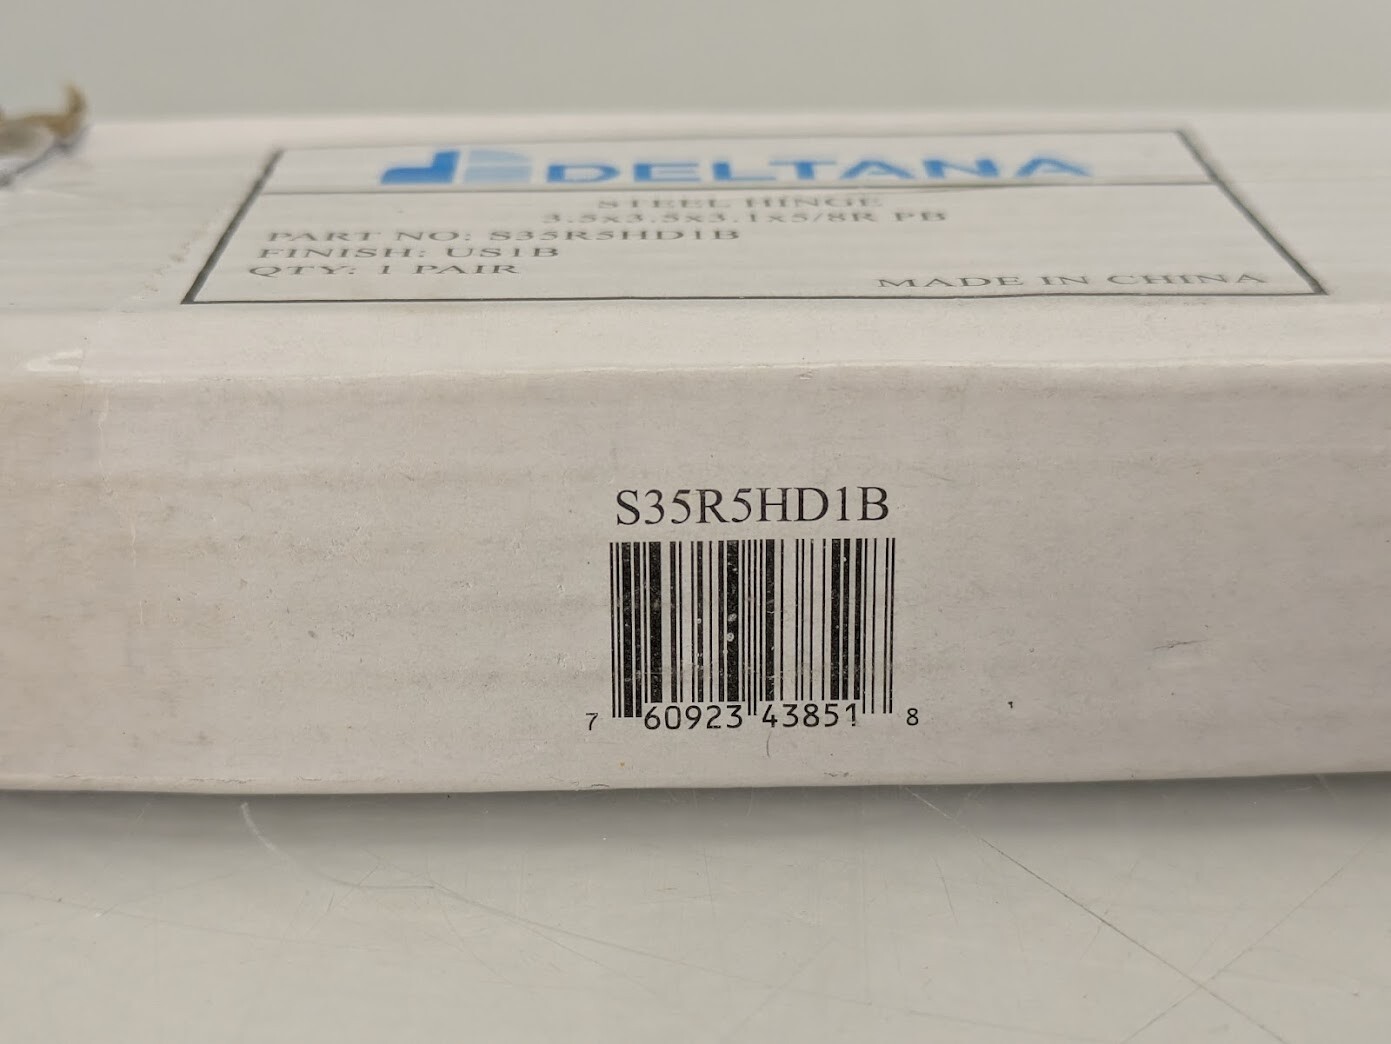 DELTANA
STEEL HINGE
3.5x3.5x3.1x5/8R PB
PART NO: S35R5HD1B
FINISH: US1B
QTY: 1 PAIR
MADE IN CHINA
S35R5HD1B
7 60923 43851 8